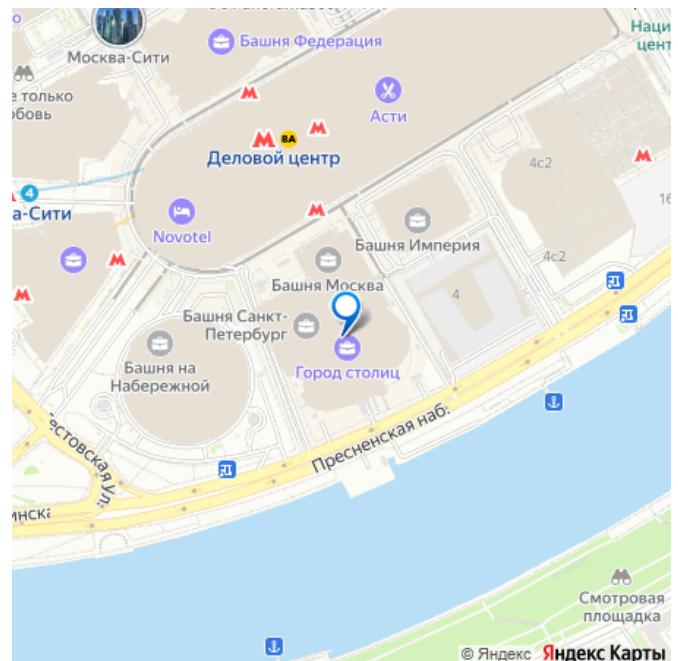 Башня Федерация
Наци
цент
Москва-Сити
е только
Асти
8А
Деловой центр
4с2
4
а-Сити
16
Novotel
Башня Империя
4с2
Башня Москва
4
Башня Санкт-
Петербург
Башня на
Набережной
Город столиц
Пресненская наб.
естовская ул.
Смотровая
площадка
© Яндекс Яндекс Карты